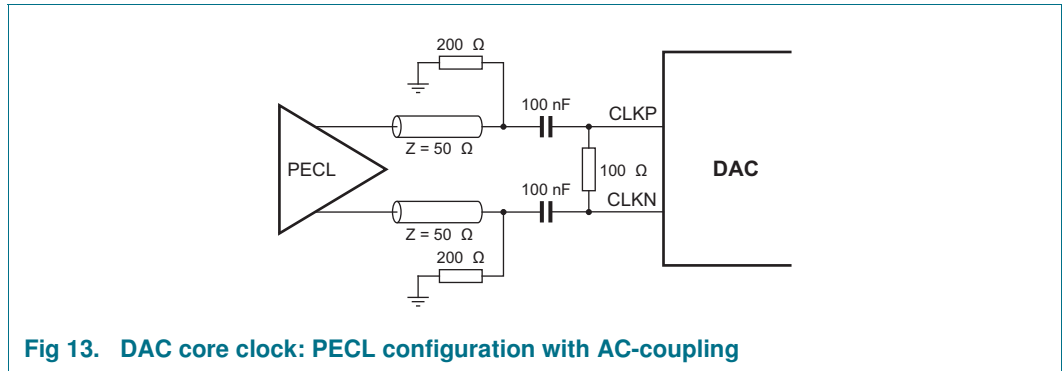 200 Ω
100 nF
CLKP
Z = 50 Ω
PECL
100 Ω
DAC
100 nF
CLKN
Z = 50 Ω
200 Ω
Fig 13. DAC core clock: PECL configuration with AC-coupling